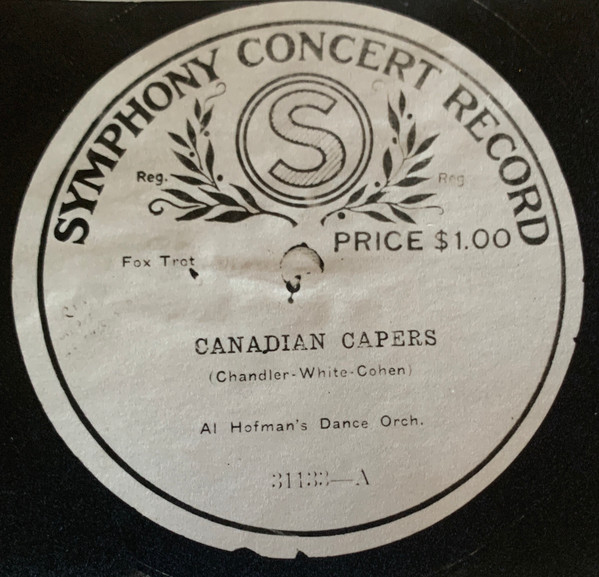 SYMPHONY CONCERT RECORD
S
Reg. Reg
PRICE $1.00
Fox Trot
CANADIAN CAPERS
(Chandler-White-Cohen)
Al Hofman's Dance Orch.
31133—A